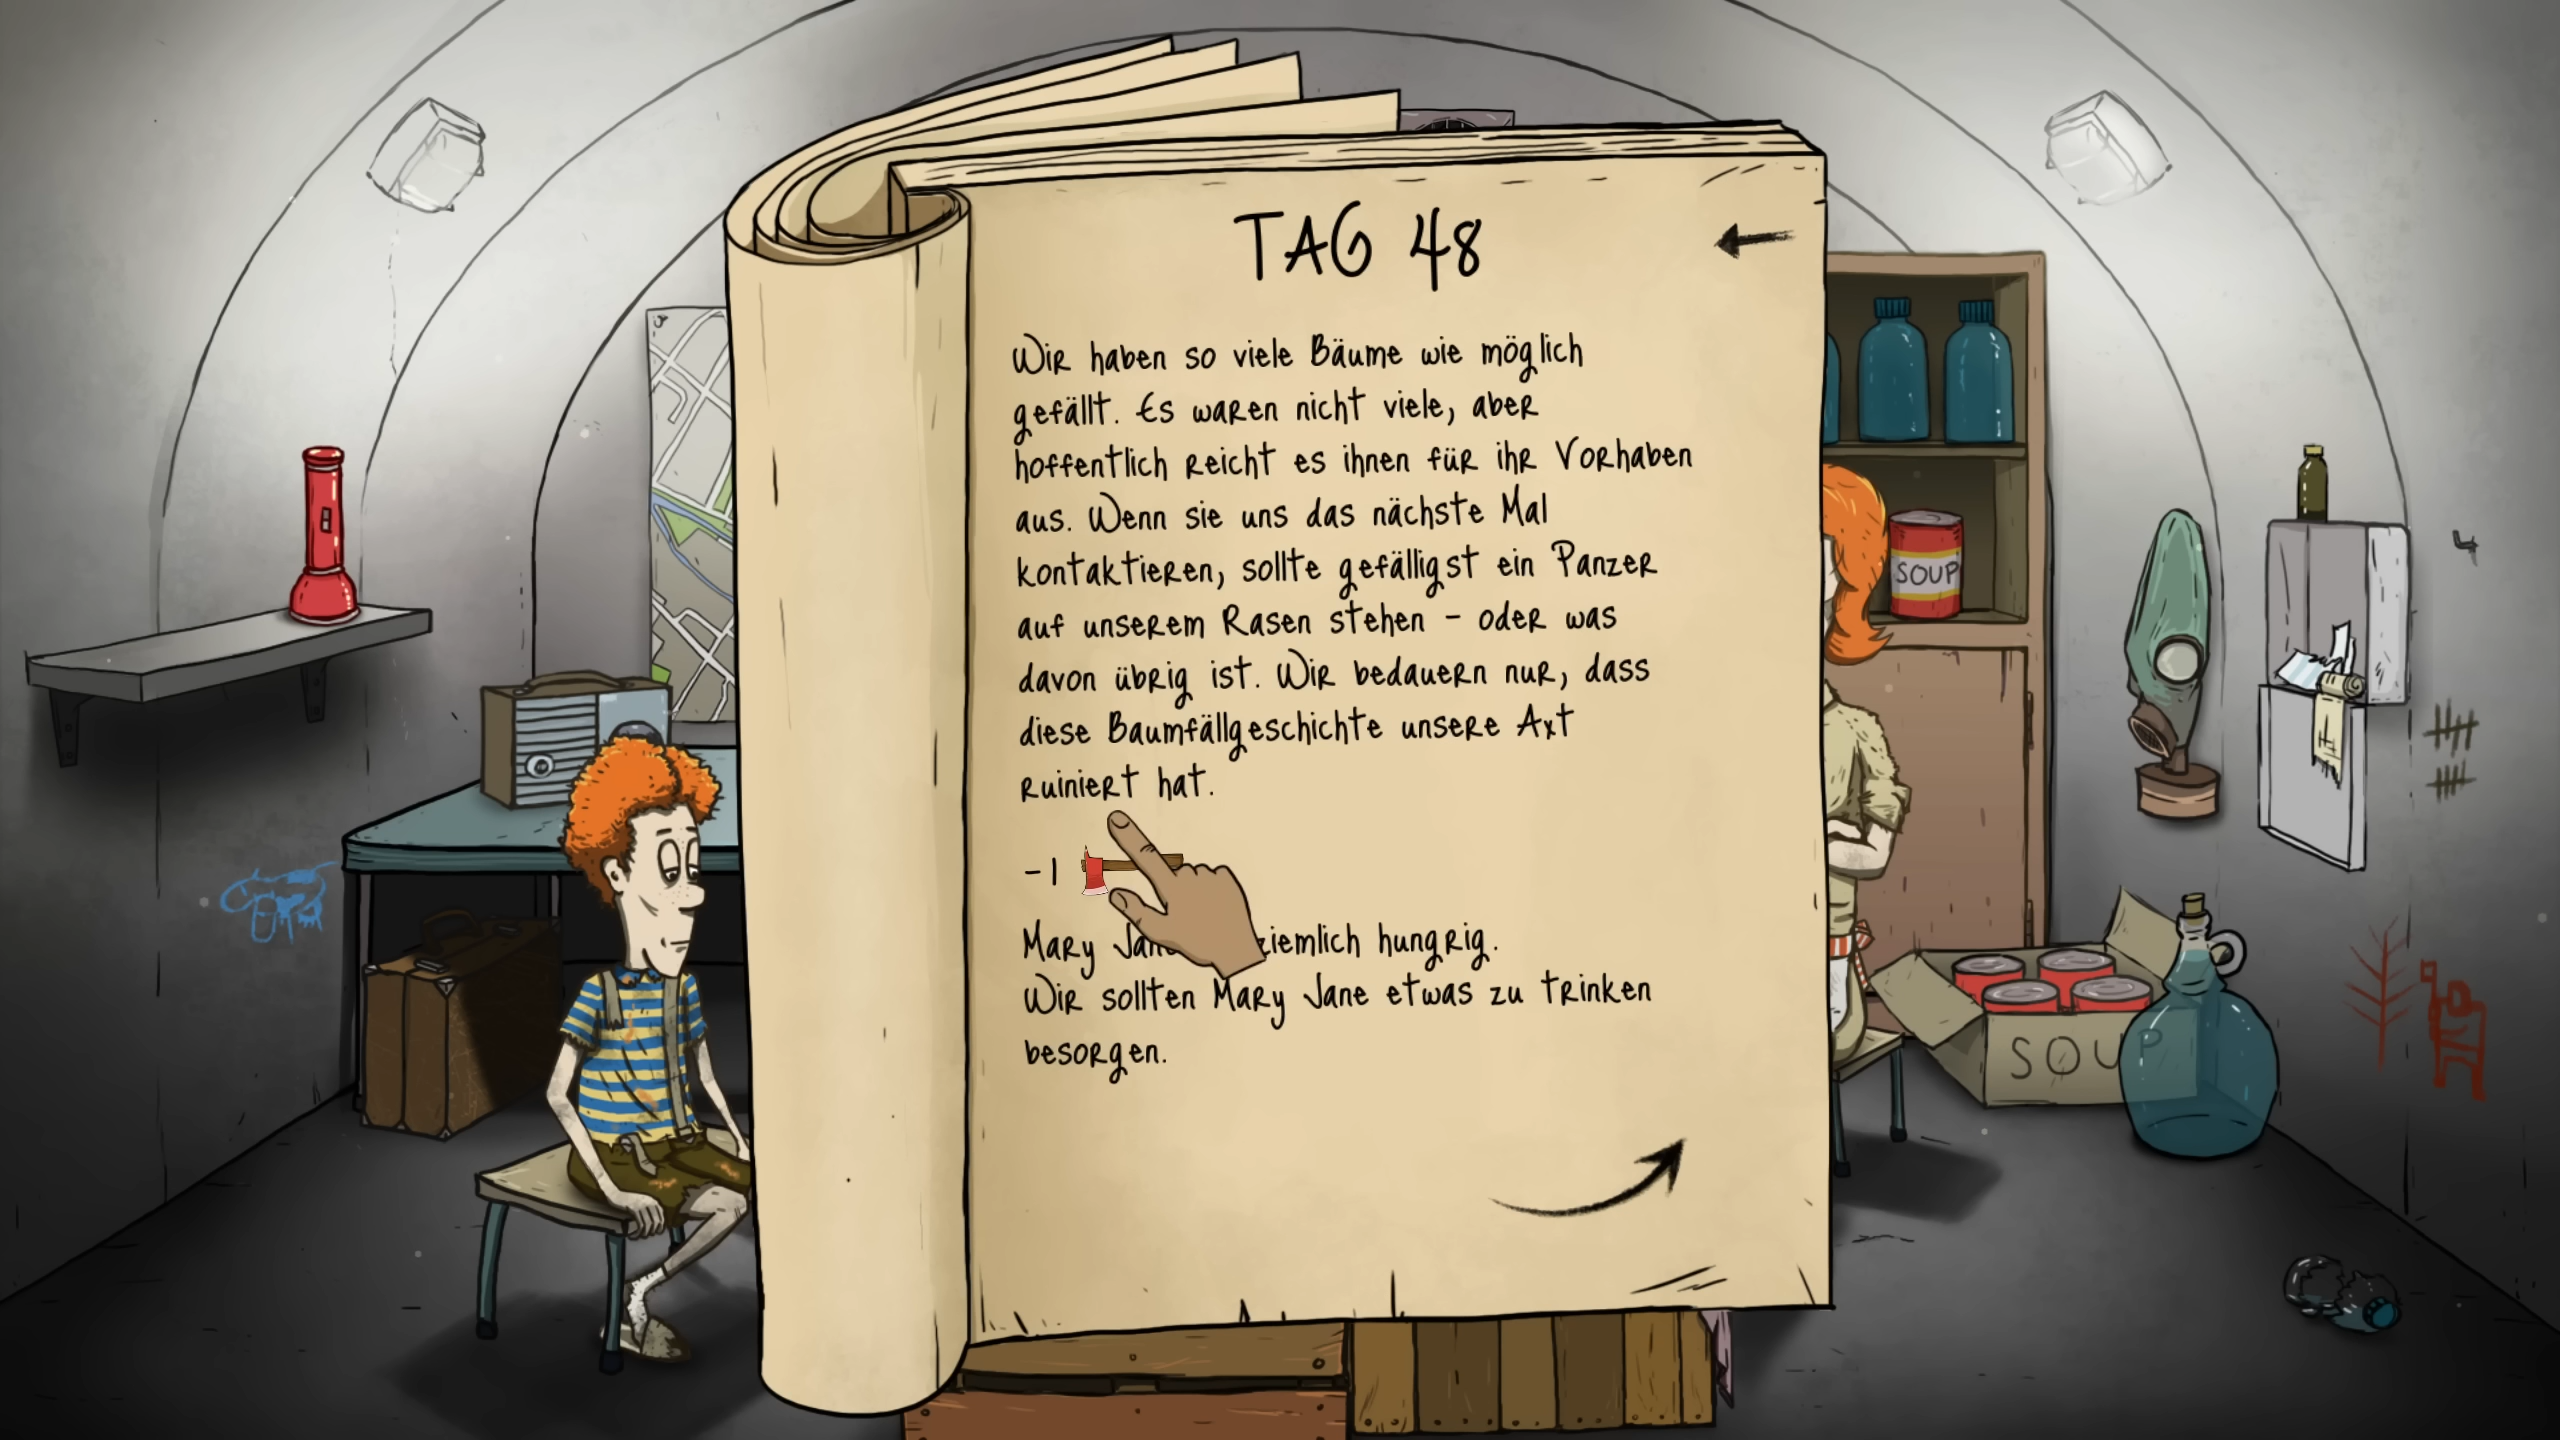 TAG 48
Wir haben so viele Bäume wie möglich
gefällt. Es waren nicht viele, aber
hoffentlich reicht es ihnen für ihr Vorhaben
aus. Wenn sie uns das nächste Mal
kontaktieren, sollte gefälligst ein Panzer
auf unserem Rasen stehen - oder was
davon übrig ist. Wir bedauern nur, dass
diese Baumfällgeschichte unsere Axt
ruiniert hat.
-1
Mary ziemlich hungrig.
Wir sollten Mary Jane etwas zu trinken
besorgen.
SOUP
SOUP